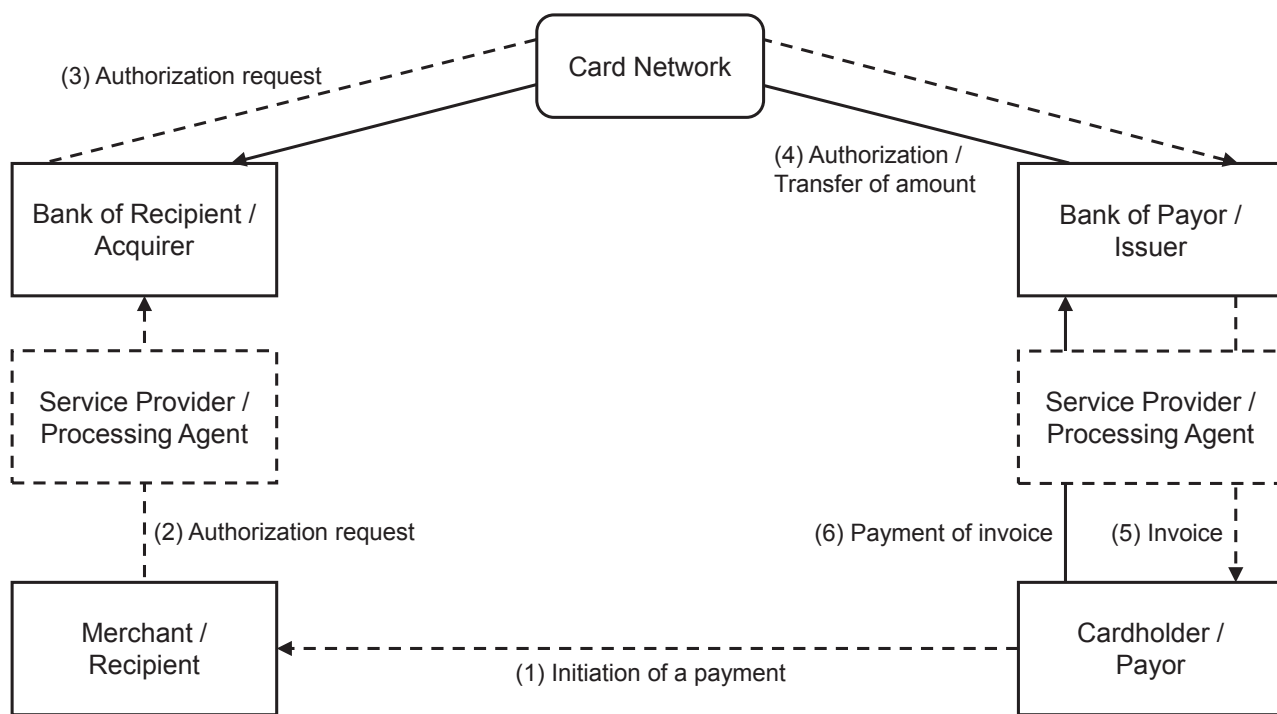 Card Network
(3) Authorization request
(4) Authorization /
Transfer of amount
Bank of Recipient /
Acquirer
Bank of Payor /
Issuer
Service Provider /
Processing Agent
Service Provider /
Processing Agent
(2) Authorization request
(6) Payment of invoice
(5) Invoice
Merchant /
Recipient
Cardholder /
Payor
(1) Initiation of a payment